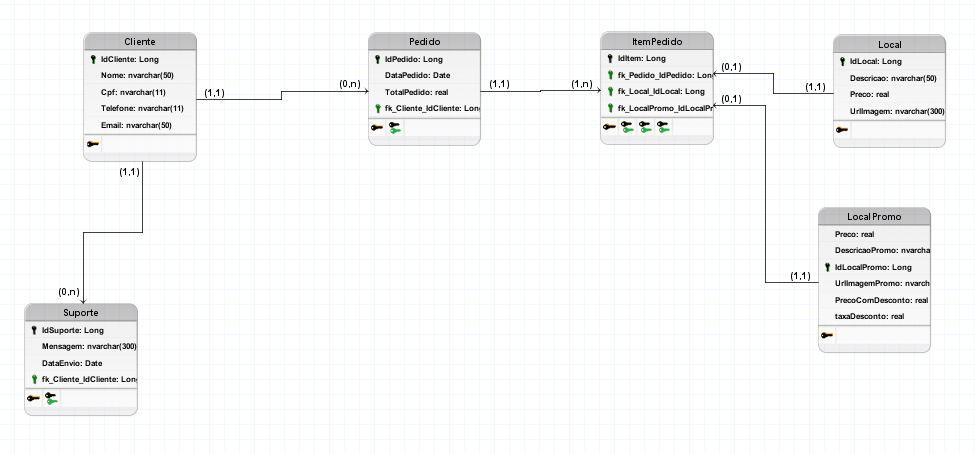 Cliente
IdCliente: Long
Nome: nvarchar(50)
Cpf: nvarchar(11)
Telefone: nvarchar(11)
Email: nvarchar(50)
(1,1)
(0,n)
Pedido
IdPedido: Long
DataPedido: Date
TotalPedido: real
fk_Cliente_IdCliente: Lon
(1,1)
(1,n)
ItemPedido
IdItem: Long
fk_Pedido_IdPedido: Lon
fk_Local_IdLocal: Long
fk_LocalPromo_IdLocalPr
(0,1)
(0,1)
(1,1)
Local
IdLocal: Long
Descricao: nvarchar(50)
Preco: real
UrlImagem: nvarchar(300)
(1,1)
LocalPromo
Preco: real
DescricaoPromo: nvarcha
IdLocalPromo: Long
UrlImagemPromo: nvarch
PrecoComDesconto: real
taxaDesconto: real
(1,1)
(0,n)
Suporte
IdSuporte: Long
Mensagem: nvarchar(300)
DataEnvio: Date
fk_Cliente_IdCliente: Lon